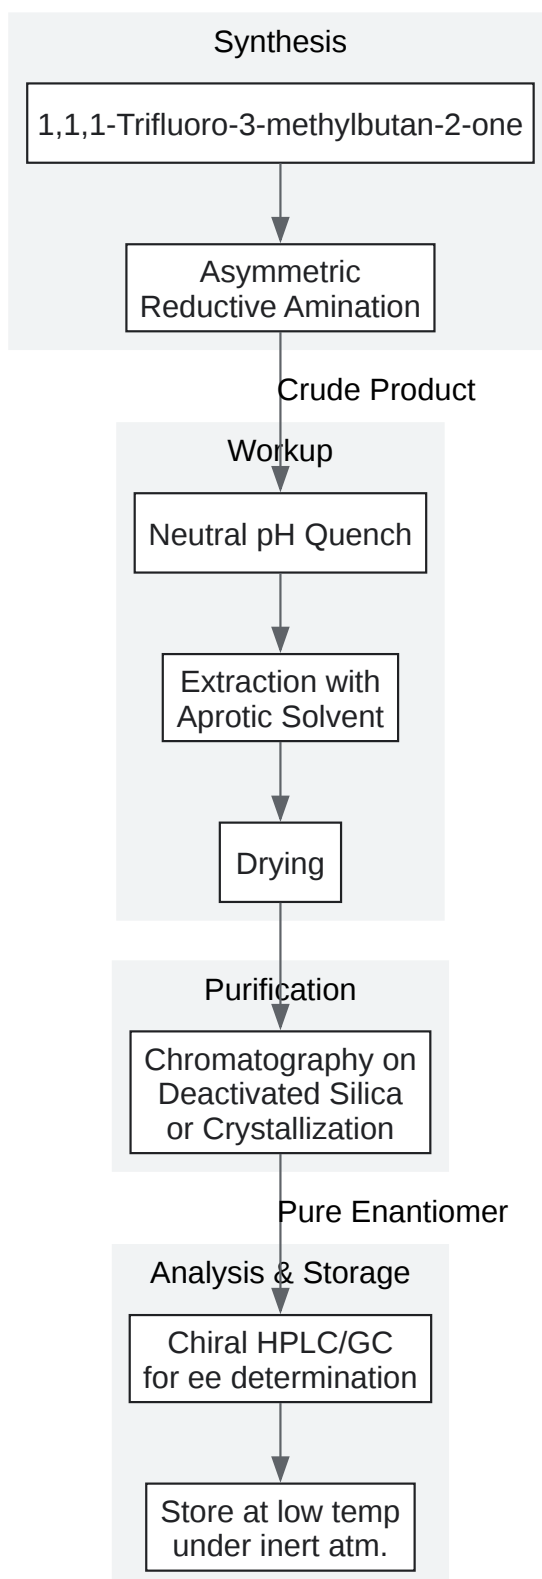 Synthesis
1,1,1-Trifluoro-3-methylbutan-2-one
Asymmetric
Reductive Amination
Crude Product
Workup
Neutral pH Quench
Extraction with
Aprotic Solvent
Drying
Purification
Chromatography on
Deactivated Silica
or Crystallization
Pure Enantiomer
Analysis & Storage
Chiral HPLC/GC
for ee determination
Store at low temp
under inert atm.